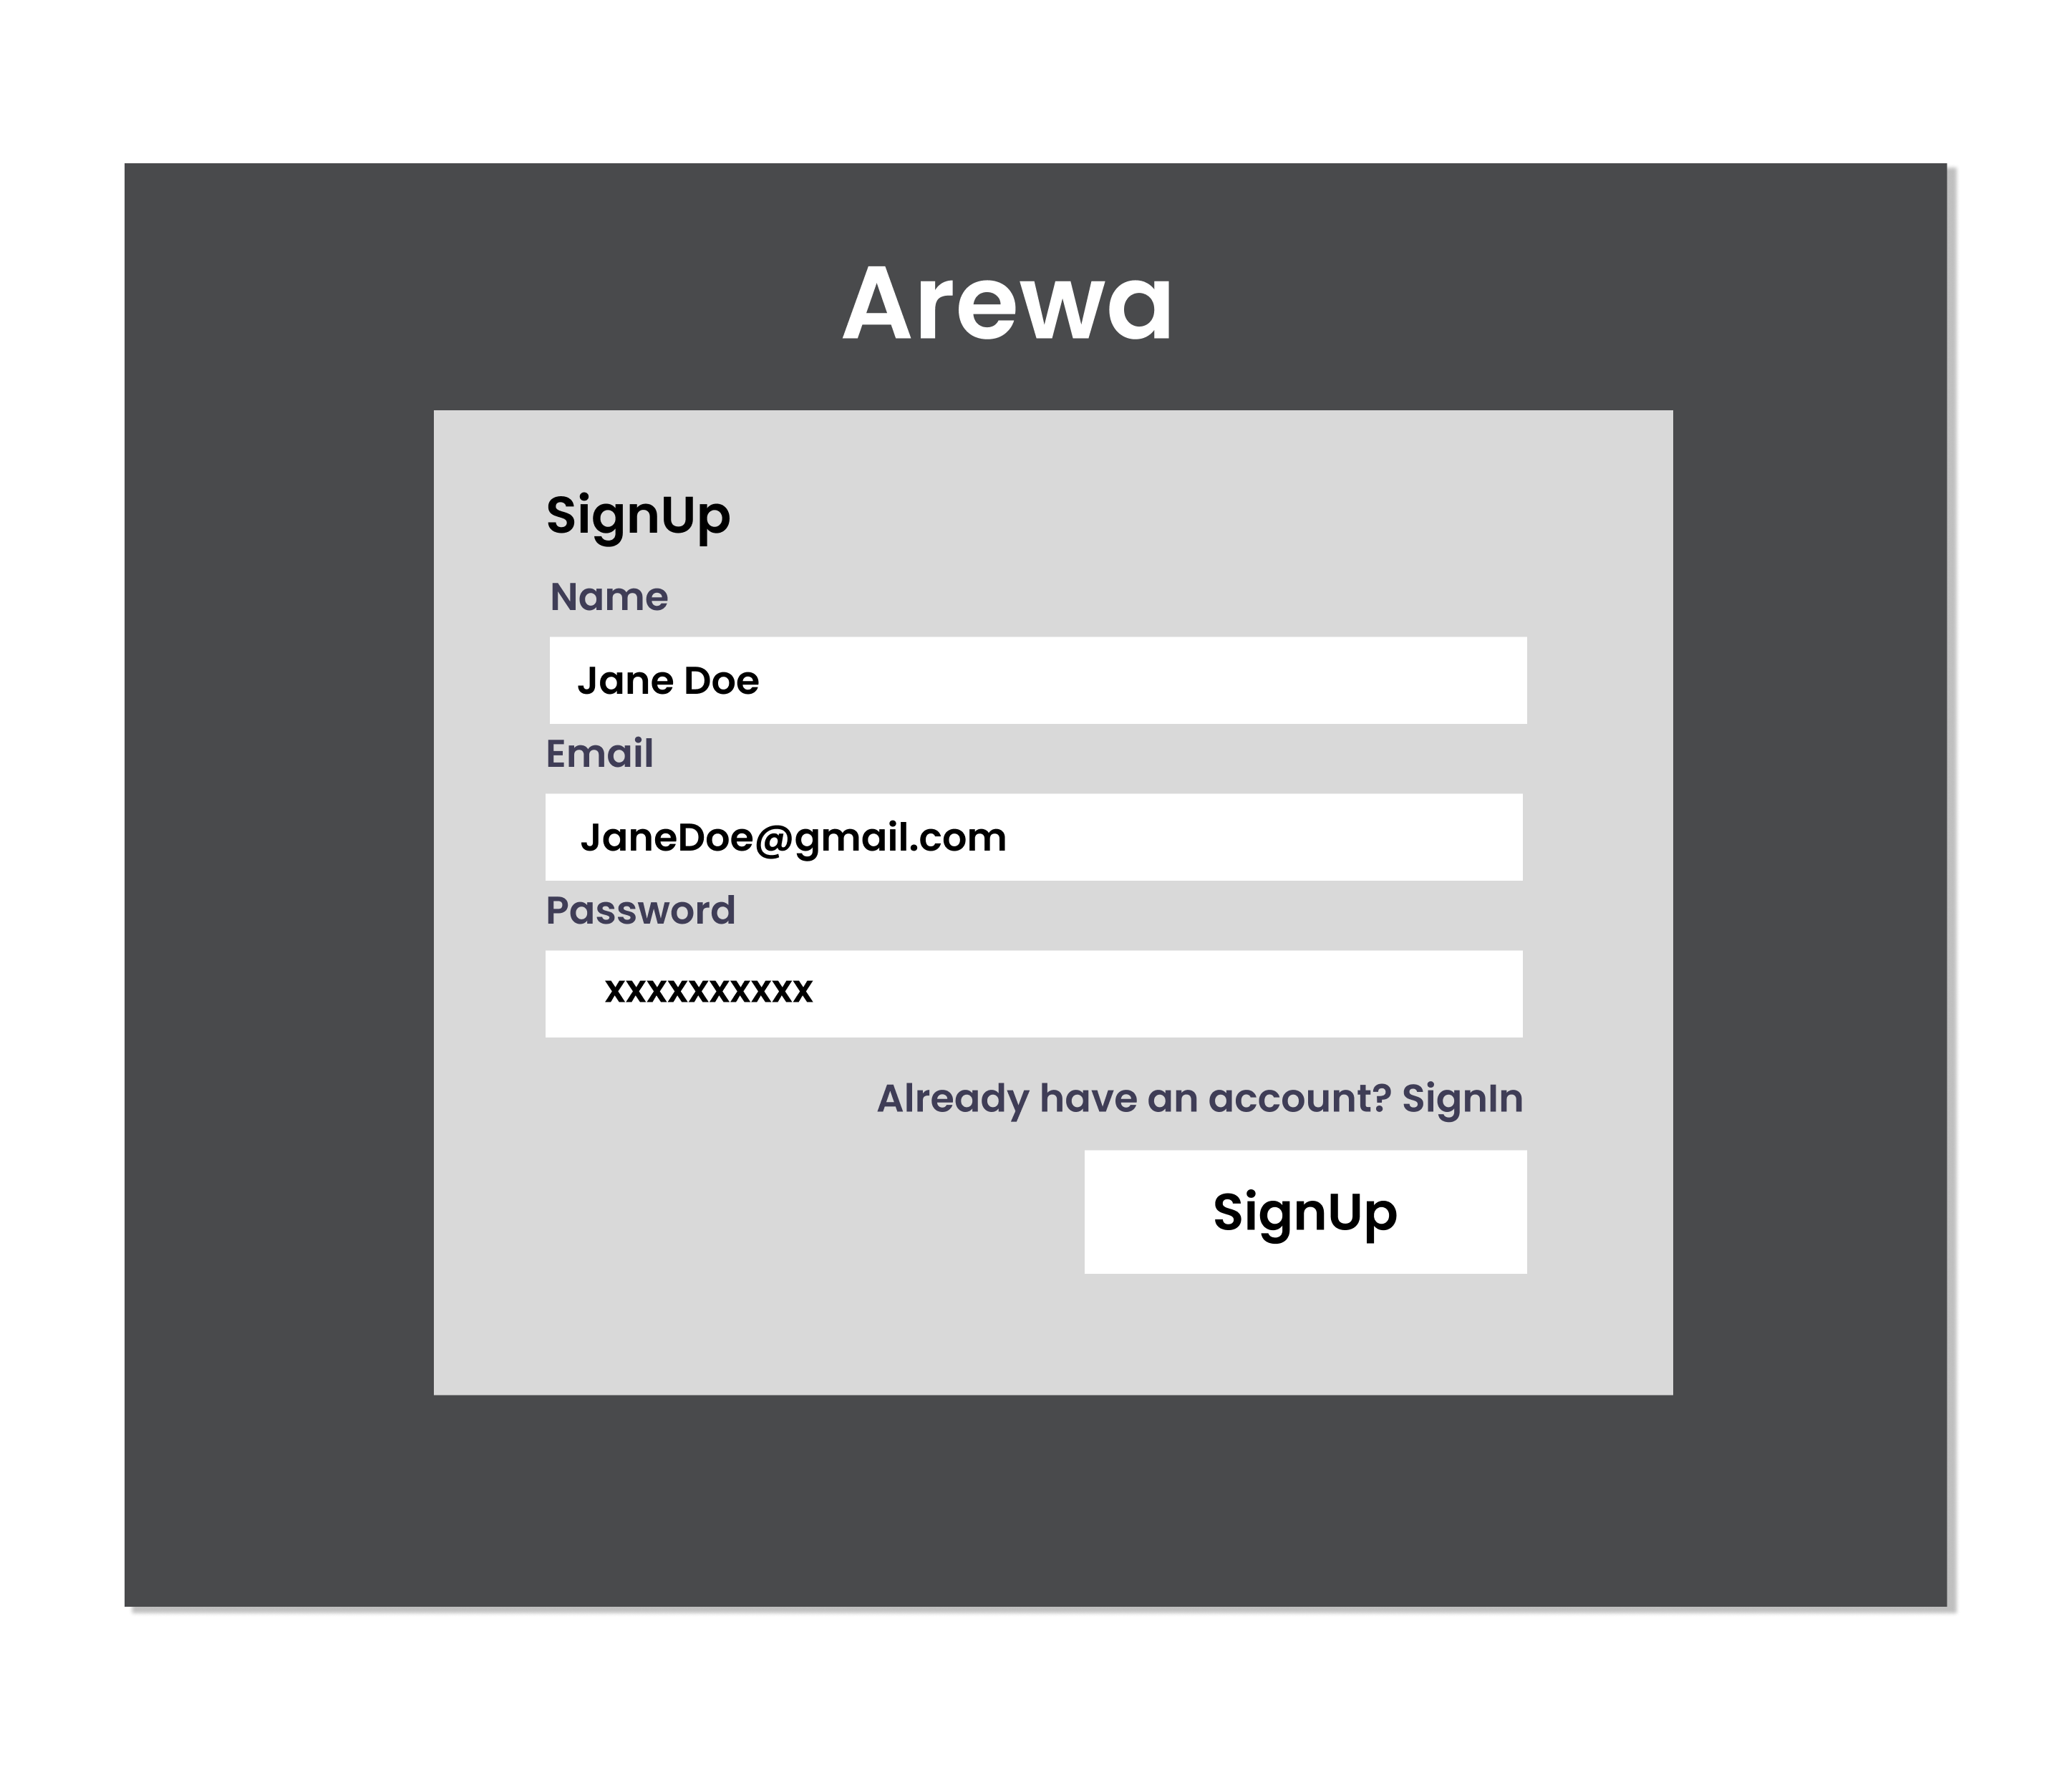 Arewa
SignUp
Name
Jane Doe
Email
JaneDoe@gmail.com
Password
xxxxxxxxxx
Already have an account? SignIn
SignUp